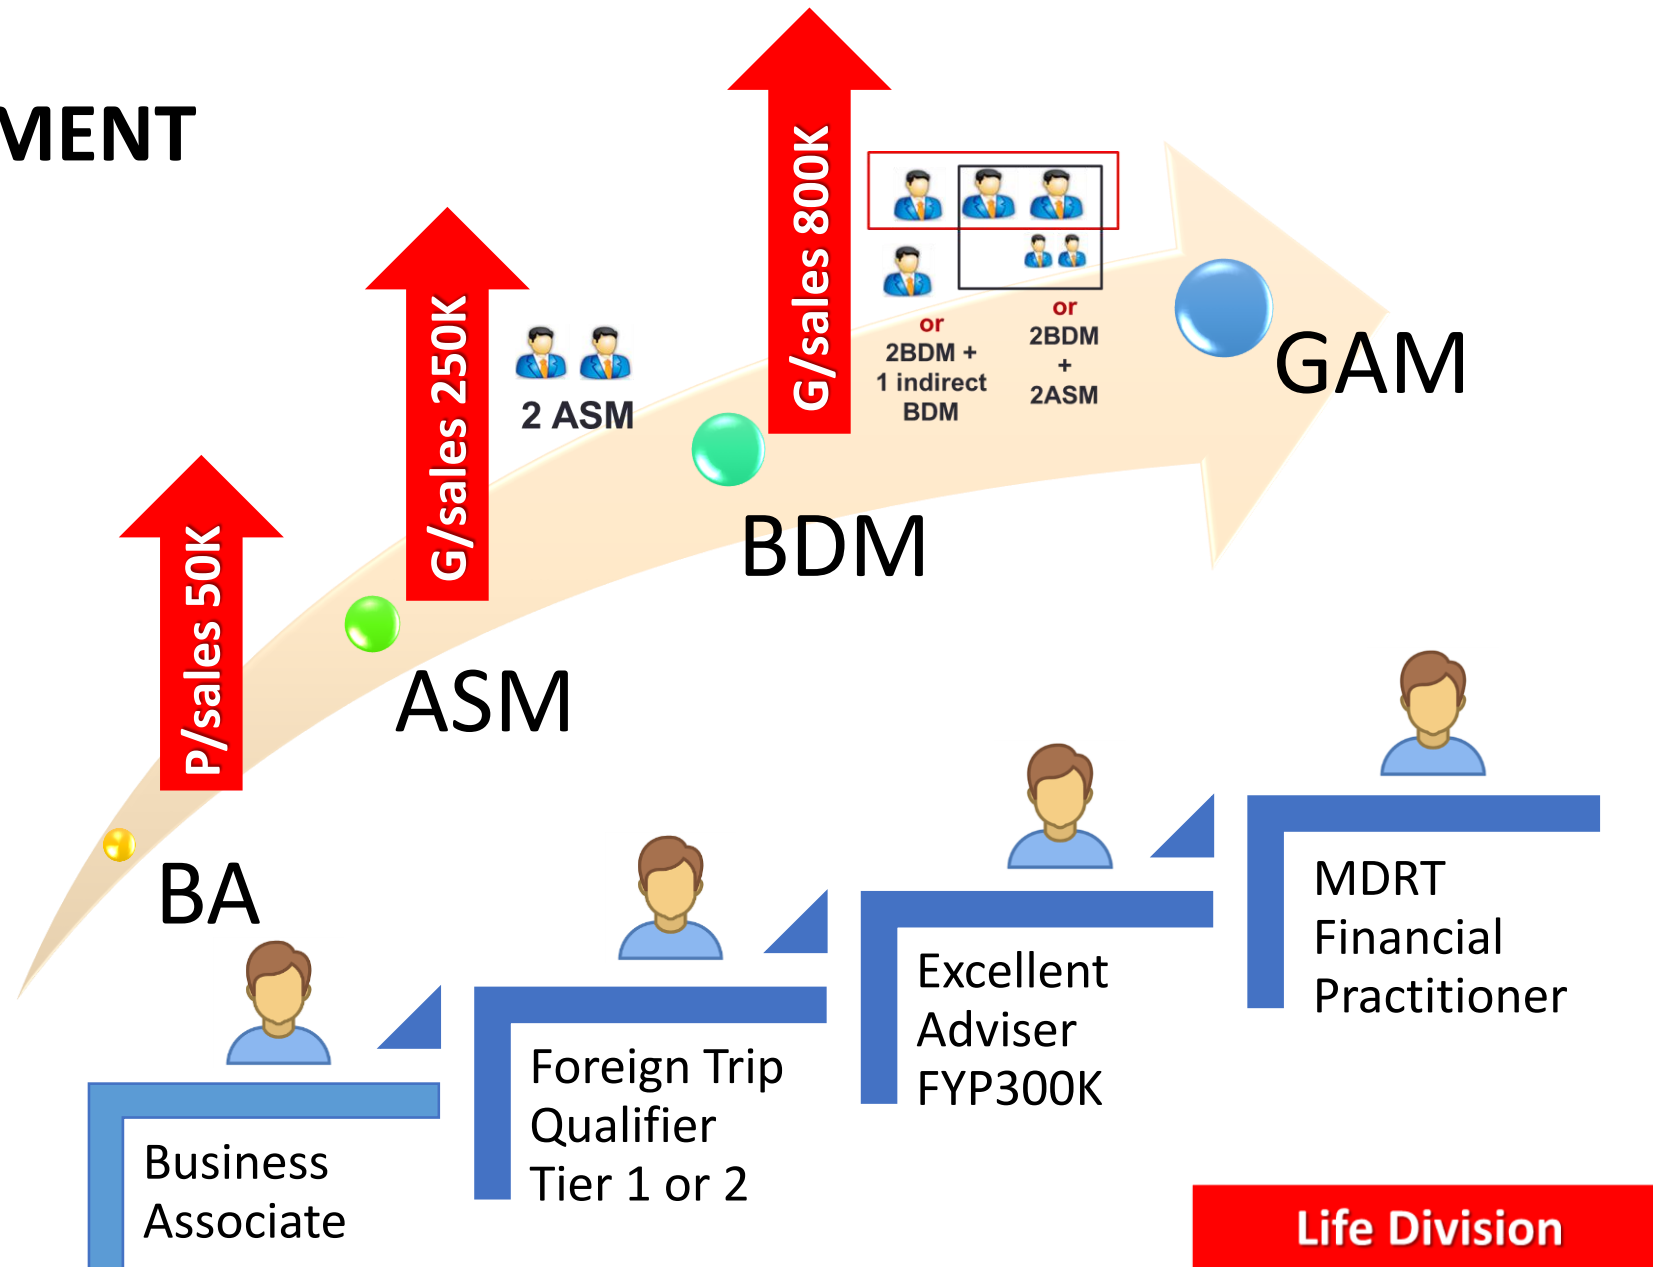 MENT
G/sales 800K
G/sales 250K
P/sales 50K
2 ASM
or
2BDM +
1 indirect
BDM
or
2BDM
+
2ASM
GAM
BDM
ASM
BA
Business
Associate
Foreign Trip
Qualifier
Tier 1 or 2
Excellent
Adviser
FYP300K
MDRT
Financial
Practitioner
Life Division